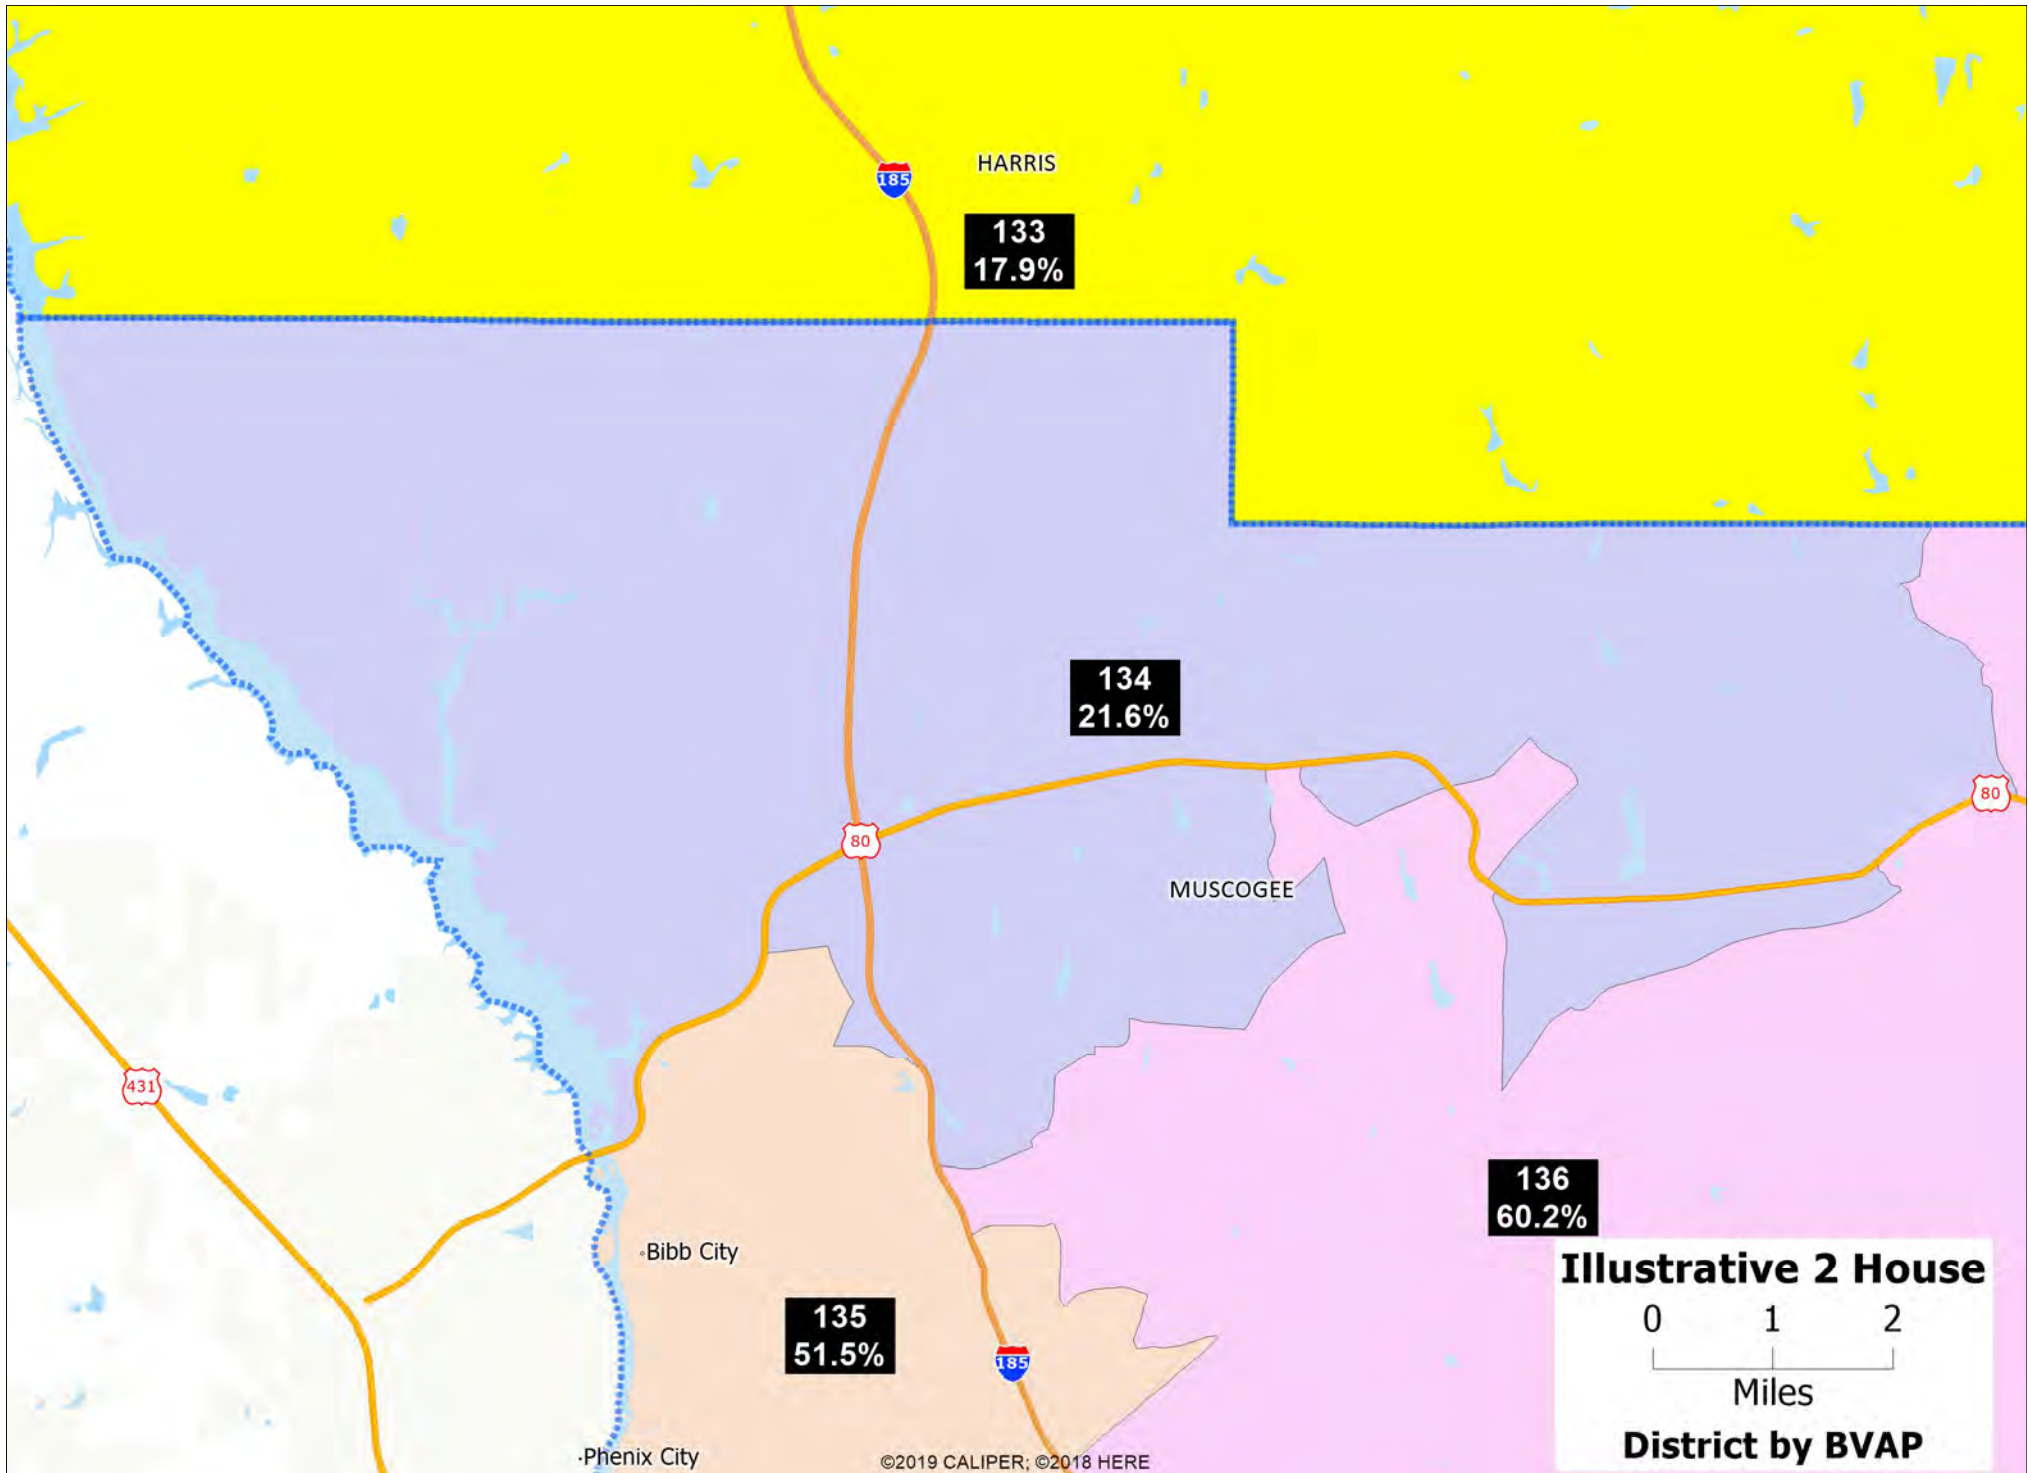 185
HARRIS
133
17.9%
134
21.6%
80
80
MUSCOGEE
431
136
60.2%
Bibb City
135
51.5%
185
Phenix City
©2019 CALIPER; ©2018 HERE
Illustrative 2 House
0 1 2
Miles
District by BVAP